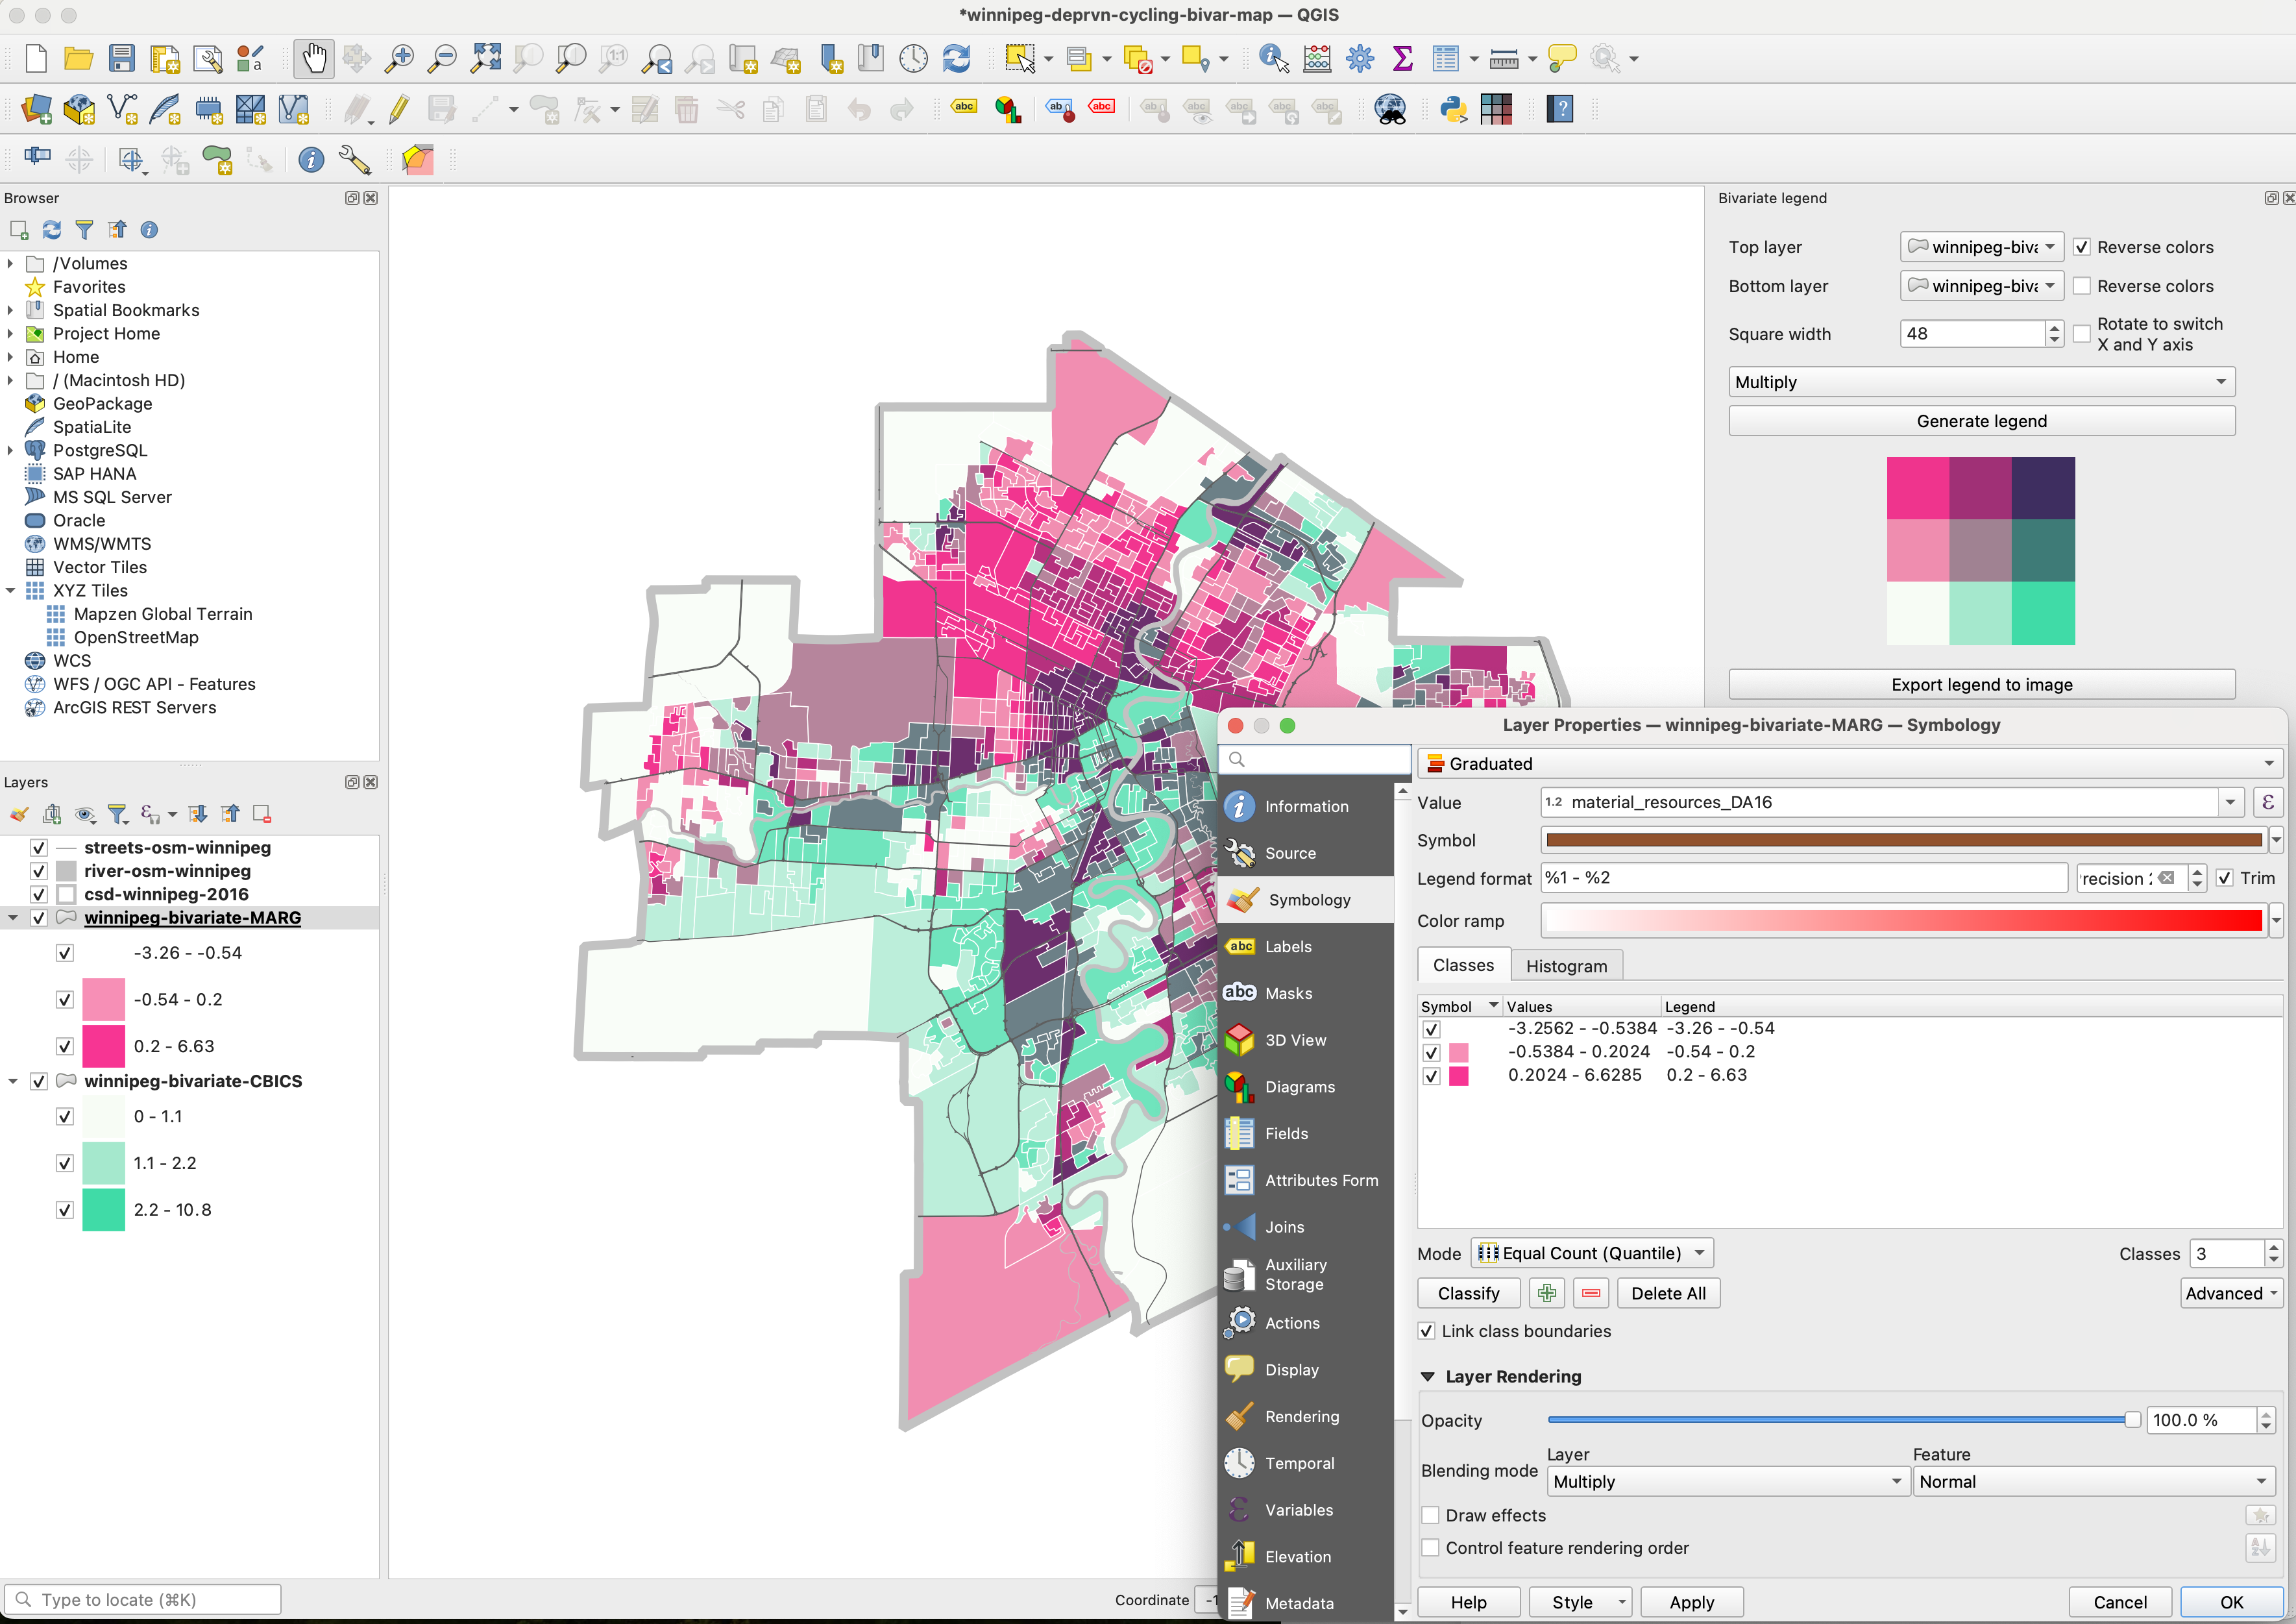 *winnipeg-deprvn-cycling-bivar-map — QGIS
Browser
/Volumes
Favorites
Spatial Bookmarks
Project Home
Home
/ (Macintosh HD)
GeoPackage
SpatiaLite
PostgreSQL
SAP HANA
MS SQL Server
Oracle
WMS/WMTS
Vector Tiles
XYZ Tiles
Mapzen Global Terrain
OpenStreetMap
WCS
WFS / OGC API - Features
ArcGIS REST Servers
Layers
streets-osm-winnipeg
river-osm-winnipeg
csd-winnipeg-2016
winnipeg-bivariate-MARG
-3.26 - -0.54
-0.54 - 0.2
0.2 - 6.63
winnipeg-bivariate-CBICS
0 - 1.1
1.1 - 2.2
2.2 - 10.8
Type to locate (⌘K)
Coordinate -1
Bivariate legend
Top layer winnipeg-biva Reverse colors
Bottom layer winnipeg-biva Reverse colors
Square width 48 Rotate to switch
X and Y axis
Multiply
Generate legend
Export legend to image
Layer Properties — winnipeg-bivariate-MARG — Symbology
Information
Source
Symbology
Labels
Masks
3D View
Diagrams
Fields
Attributes Form
Joins
Auxiliary
Storage
Actions
Display
Rendering
Temporal
Variables
Elevation
Metadata
Graduated
Value 1.2 material_resources_DA16 ε
Symbol
Legend format %1 - %2 Trim
Color ramp
Classes Histogram
Symbol Values Legend
-3.2562 - -0.5384 -3.26 - -0.54
-0.5384 - 0.2024 -0.54 - 0.2
0.2024 - 6.6285 0.2 - 6.63
Mode Equal Count (Quantile) Classes 3
Classify Delete All Advanced
Link class boundaries
Layer Rendering
Opacity 100.0 %
Layer Feature
Blending mode Multiply Normal
Draw effects
Control feature rendering order
Help Style Apply Cancel OK